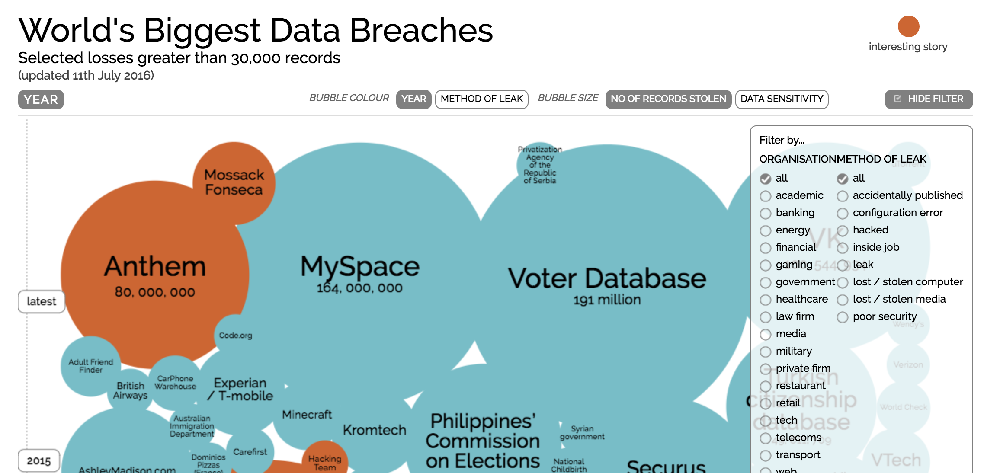 World's Biggest Data Breaches
interesting story
Selected losses greater than 30,000 records
(updated 11th July 2016)
YEAR
BUBBLE COLOUR YEAR METHOD OF LEAK BUBBLE SIZE NO OF RECORDS STOLEN DATA SENSITIVITY HIDE FILTER
Mossack
Fonseca
Privatization
Agency
of the
Republic
of Serbia
Anthem
80, 000, 000
MySpace
164, 000, 000
Voter Database
191 million
latest
Code.org
Adult Friend
Finder
British
Airways
CarPhone
Warehouse
Experian
/ T-mobile
Minecraft
Kromtech
Australian
Immigration
Department
Philippines'
Commission
on Elections
Syrian
government
2015
AshleyMadison.com
Dominios
Pizzas
(France)
Carefirst
Hacking
Team
National
Childbirth
Securus
Filter by...
ORGANISATION
all
academic
banking
energy
financial
gaming
government
healthcare
law firm
media
military
private firm
restaurant
retail
tech
telecoms
transport
web
METHOD OF LEAK
all
accidentally published
configuration error
hacked
inside job
leak
lost / stolen computer
lost / stolen media
poor security
uTorrent
VK
Wendy's
Verizon
Turkish
citizenship
database
World Check
VTech